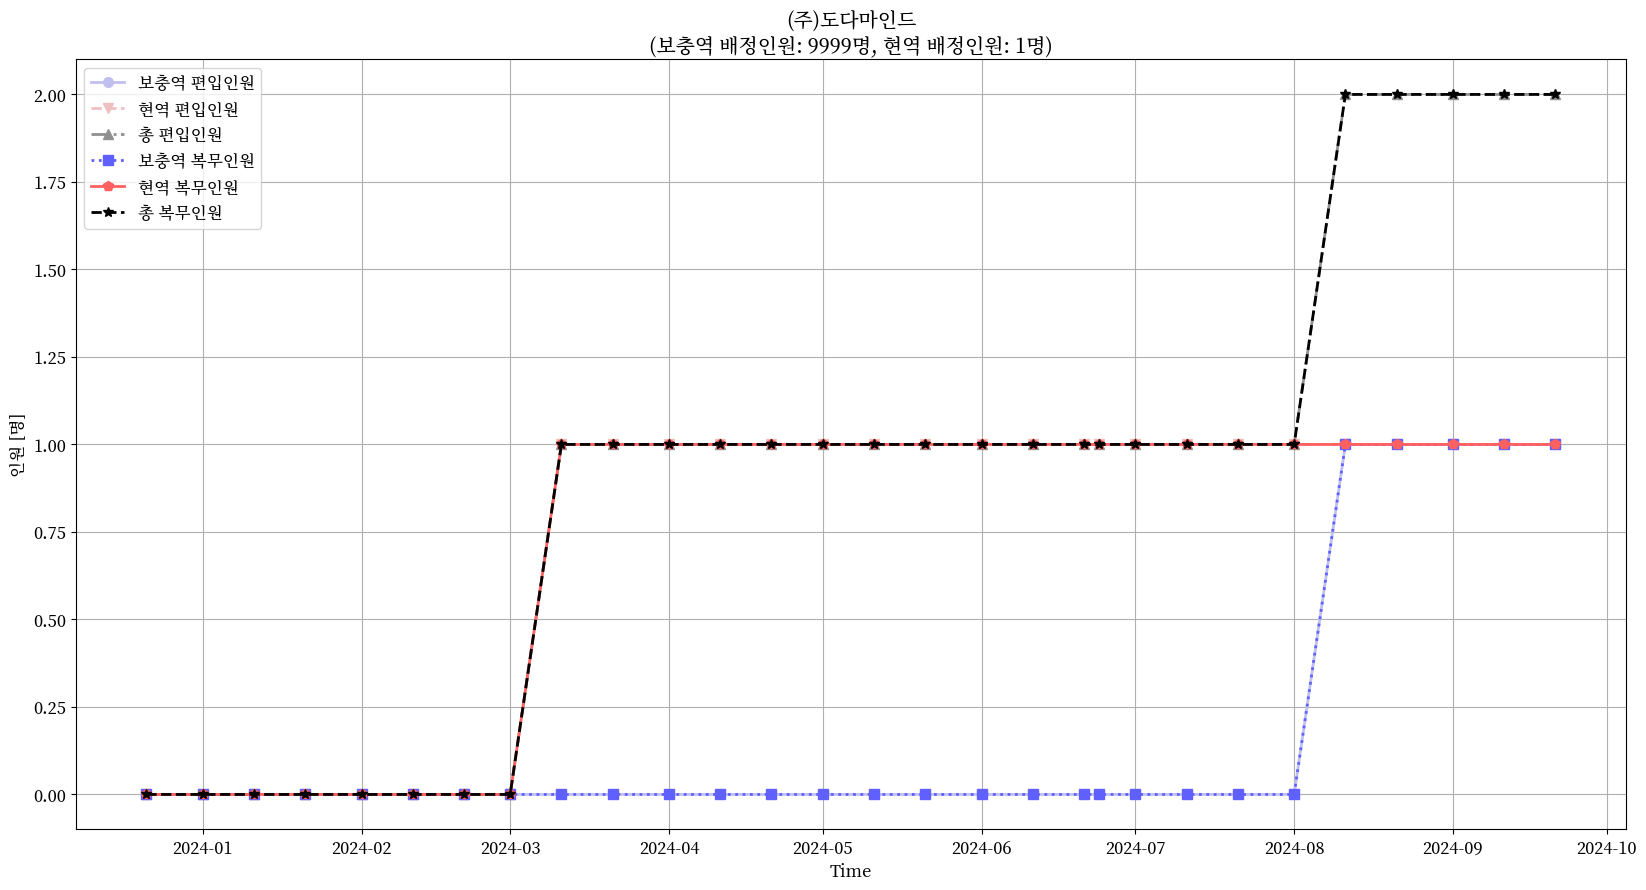 (주)도다마인드
(보충역 배정인원: 9999명, 현역 배정인원: 1명)
보충역 편입인원
현역 편입인원
총 편입인원
보충역 복무인원
현역 복무인원
총 복무인원
2.00
1.75
1.50
1.25
1.00
0.75
0.50
0.25
0.00
인원 [명]
2024-01 2024-02 2024-03 2024-04 2024-05 2024-06 2024-07 2024-08 2024-09 2024-10
Time